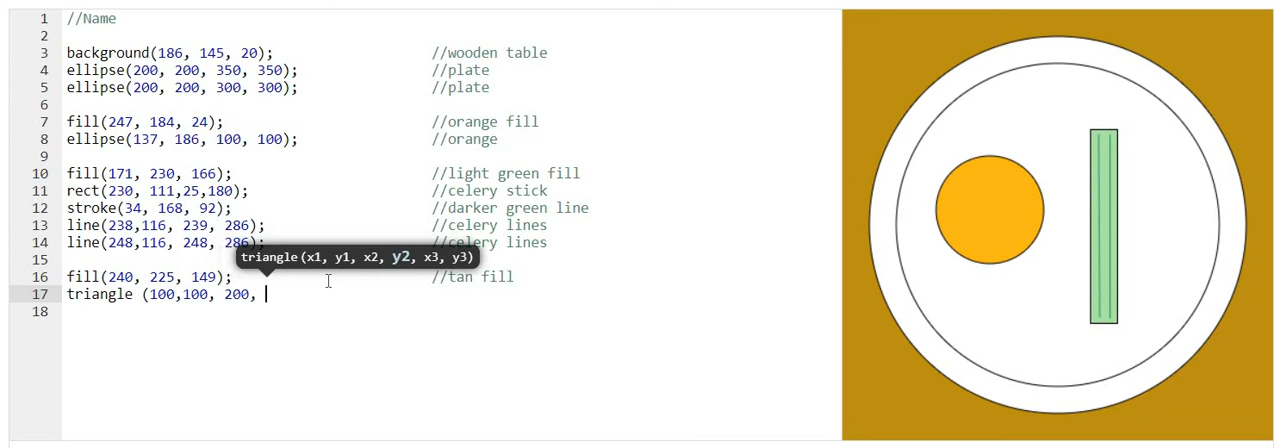 1 //Name
2
3 background(186, 145, 20); //wooden table
4 ellipse(200, 200, 350, 350); //plate
5 ellipse(200, 200, 300, 300); //plate
6
7 fill(247, 184, 24); //orange fill
8 ellipse(137, 186, 100, 100); //orange
9
10 fill(171, 230, 166); //light green fill
11 rect(230, 111,25,180); //celery stick
12 stroke(34, 168, 92); //darker green line
13 line(238,116, 239, 286); //celery lines
14 line(248,116, 248, 286); //celery lines
15 triangle(x1, y1, x2, y2, x3, y3)
16 fill(240, 225, 149); //tan fill
17 triangle (100,100, 200,
18